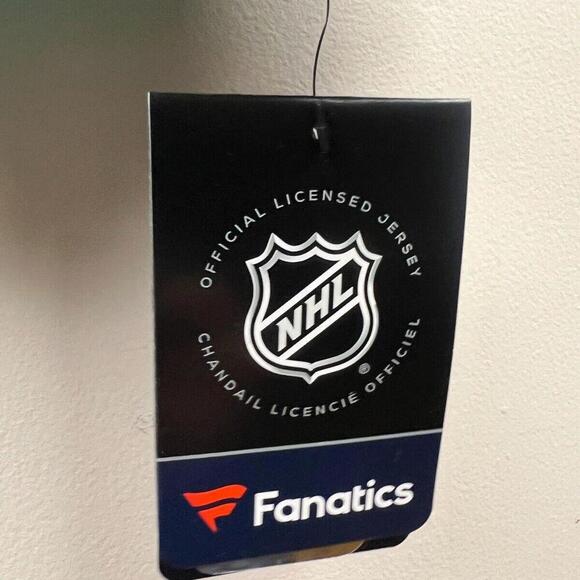 OFFICIAL LICENSED JERSEY
NHL
®
CHANDAIL LICENCIÉ OFFICIEL
Fanatics